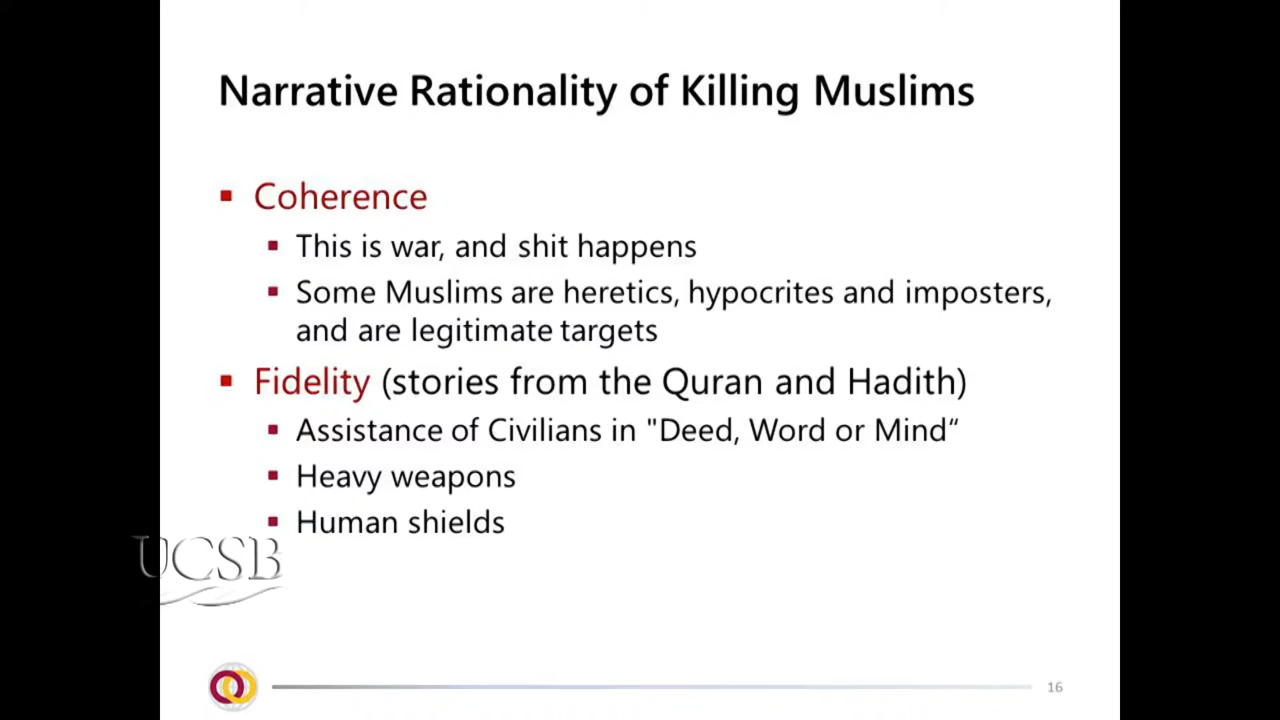 Narrative Rationality of Killing Muslims
Coherence
This is war, and shit happens
Some Muslims are heretics, hypocrites and imposters,
and are legitimate targets
Fidelity (stories from the Quran and Hadith)
Assistance of Civilians in "Deed, Word or Mind“
Heavy weapons
Human shields
UCSB
16